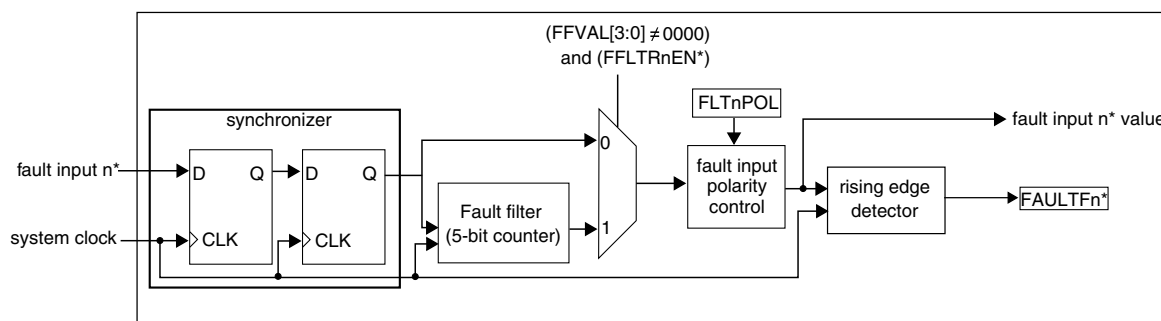 (FFVAL[3:0] ≠ 0000)
and (FFLTRnEN*)
FLTnPOL
synchronizer
fault input n*
D Q
D Q
CLK
CLK
system clock
Fault filter
(5-bit counter)
0
1
fault input
polarity
control
fault input n* value
rising edge
detector
FAULTFn*